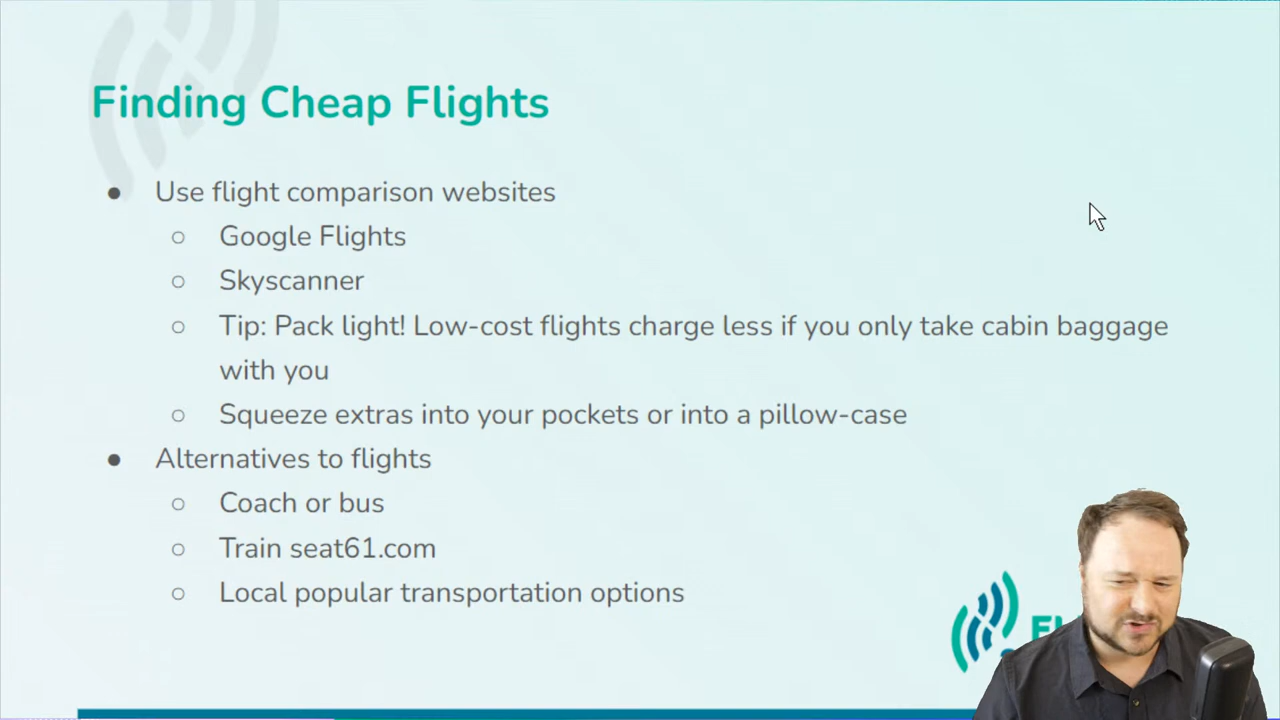 Finding Cheap Flights
● Use flight comparison websites
○ Google Flights
○ Skyscanner
○ Tip: Pack light! Low-cost flights charge less if you only take cabin baggage
with you
○ Squeeze extras into your pockets or into a pillow-case
● Alternatives to flights
○ Coach or bus
○ Train seat61.com
○ Local popular transportation options